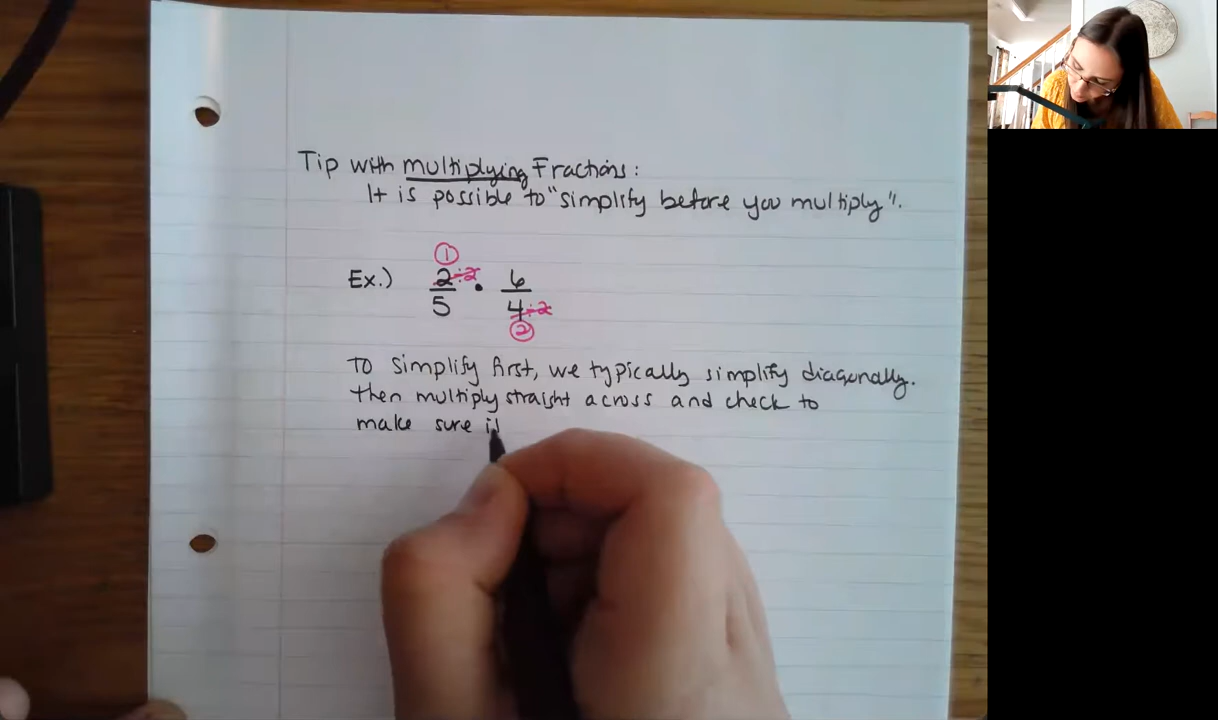 Tip with multiplying Fractions:
It is possible to "simplify before you multiply".
①
Ex.) 2÷2/5 • 6/4÷2
②
To simplify first, we typically simplify diagonally.
then multiply straight across and check to
make sure